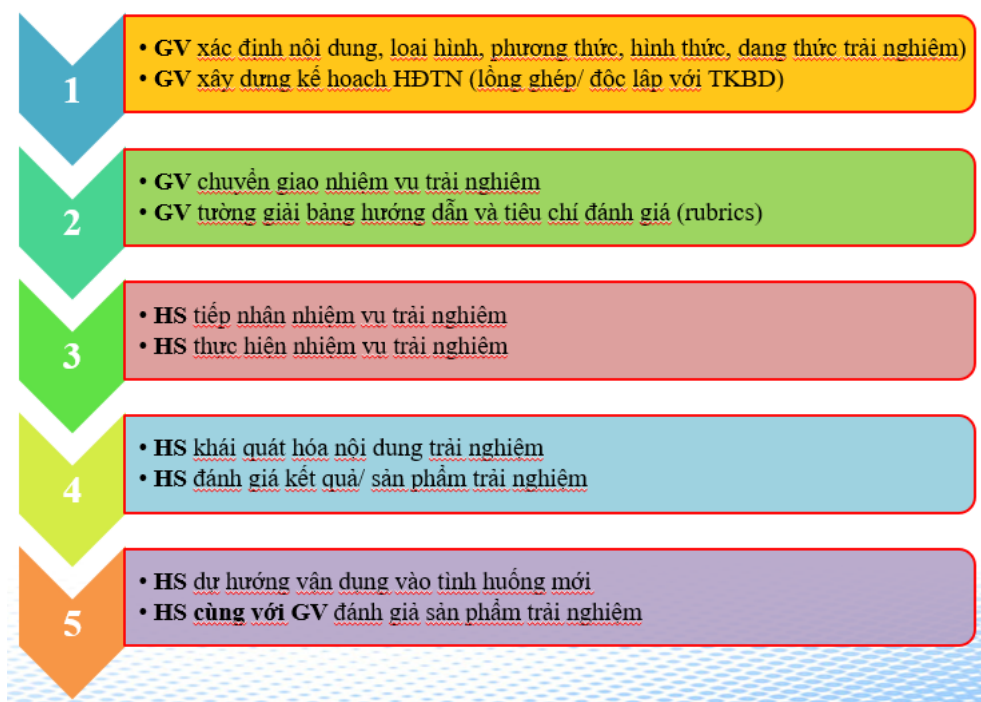 1
• GV xác định nội dung, loại hình, phương thức, hình thức, dạng thức trải nghiệm)
• GV xây dựng kế hoạch HĐTN (lồng ghép/ độc lập với TKBD)
2
• GV chuyển giao nhiệm vụ trải nghiệm
• GV tường giải bảng hướng dẫn và tiêu chí đánh giá (rubrics)
3
• HS tiếp nhận nhiệm vụ trải nghiệm
• HS thực hiện nhiệm vụ trải nghiệm
4
• HS khái quát hóa nội dung trải nghiệm
• HS đánh giá kết quả/ sản phẩm trải nghiệm
5
• HS dự hướng vận dụng vào tình huống mới
• HS cùng với GV đánh giả sản phẩm trải nghiệm